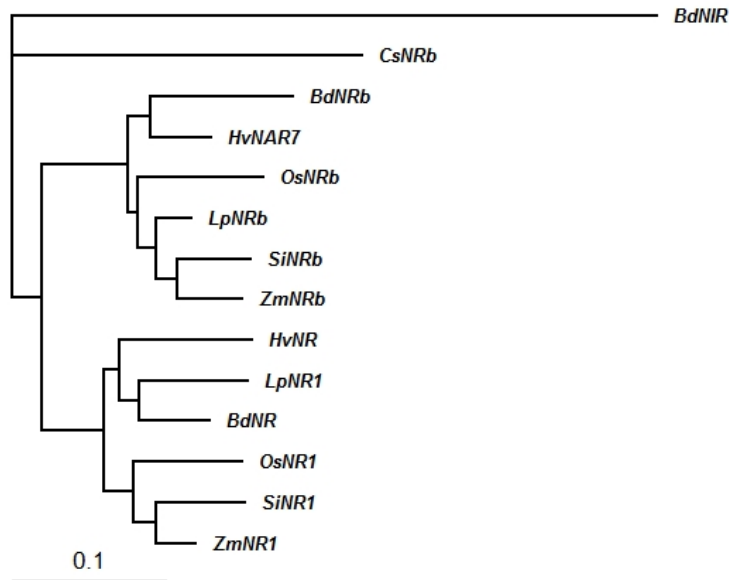 BdNIR
CsNRb
BdNRb
HvNAR7
OsNRb
LpNRb
SiNRb
ZmNRb
HvNR
LpNR1
BdNR
OsNR1
SiNR1
ZmNR1
0.1